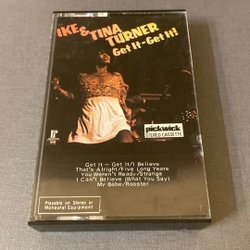 IKE & TINA
TURNER
Get It - Get It!
pickwick
STEREO CASSETTE
Get It – Get It/I Believe
That's Alright/Five Long Years
You Weren't Ready/Strange
I Can't Believe (What You Say)
My Babe/Rooster
Playable on Stereo or
Monaural Equipment